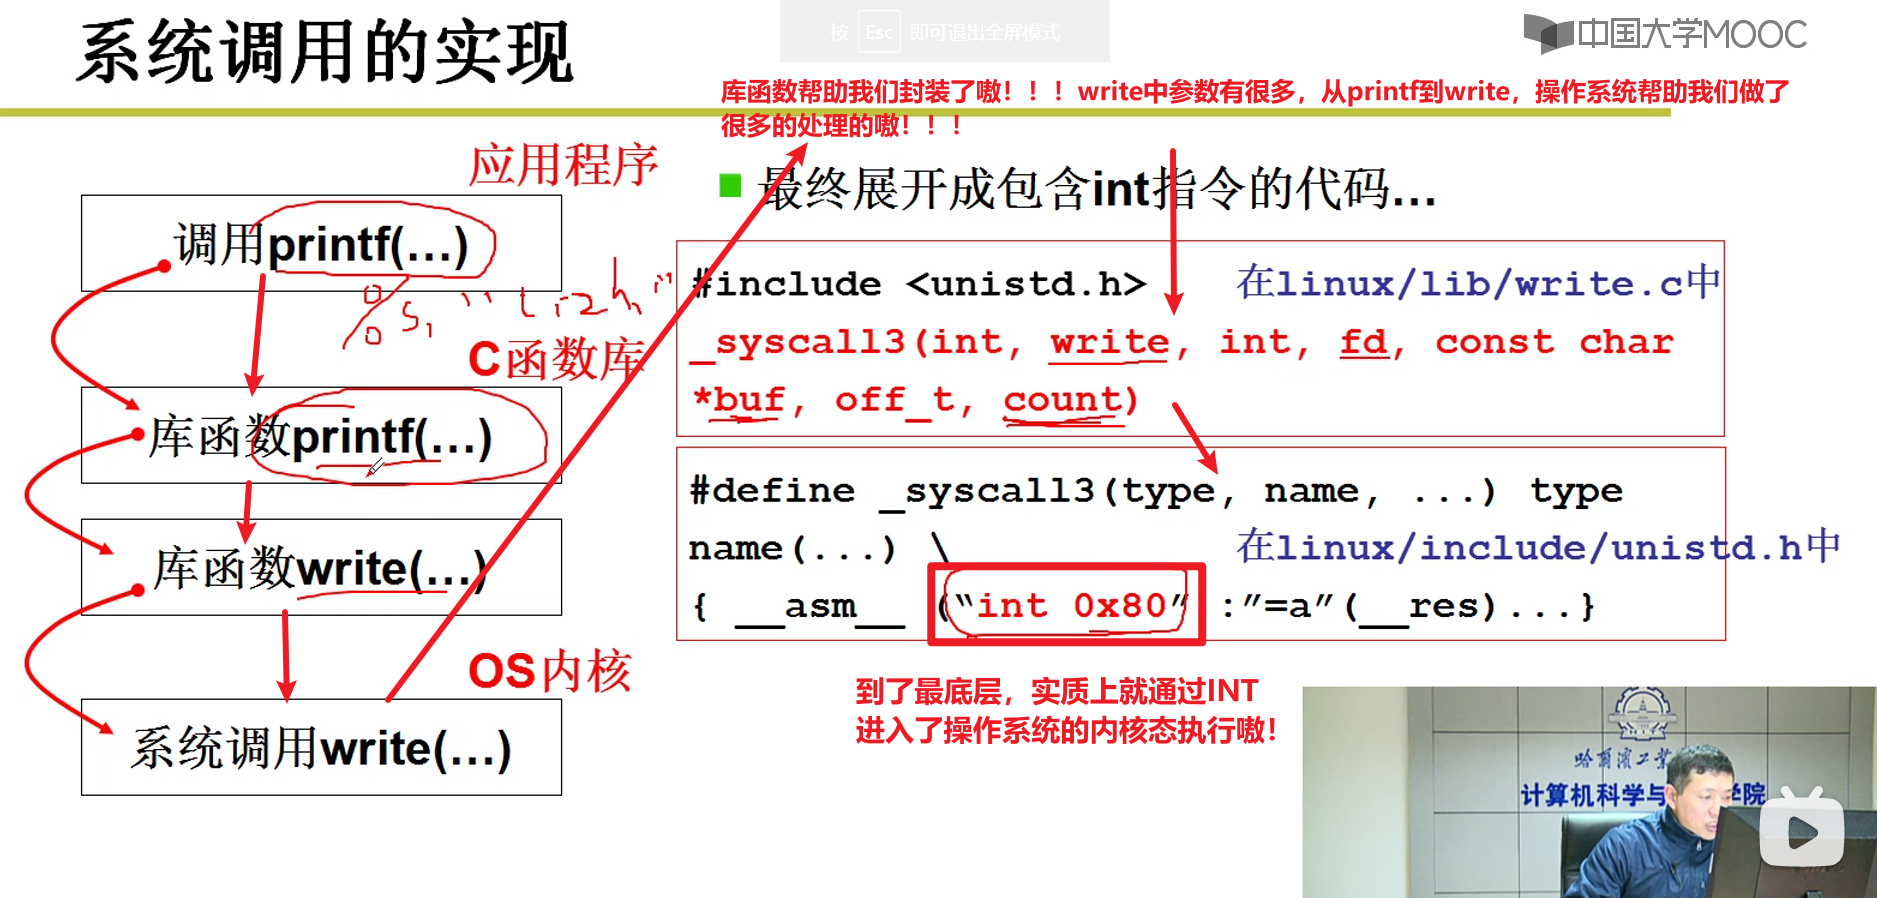 系统调用的实现
按 Esc 即可退出全屏模式
中国大学MOOC
库函数帮助我们封装了嗷！！！write中参数有很多，从printf到write，操作系统帮助我们做了
很多的处理的嗷！！！
应用程序
调用printf(...)
%s,
C函数库
库函数printf(...)
库函数write(...)
OS内核
系统调用write(...)
最终展开成包含int指令的代码...
#include <unistd.h> 在linux/lib/write.c中
_syscall3(int, write, int, fd, const char
*buf, off_t, count)
#define _syscall3(type, name, ...) type
name(...) \ 在linux/include/unistd.h中
{ __asm__ (“int 0x80” :”=a”(__res)...}
到了最底层，实质上就通过INT
进入了操作系统的内核态执行嗷！
哈尔滨工业
计算机科学与 学院